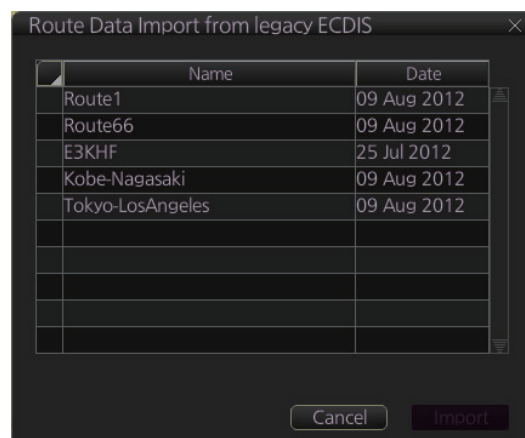 Route Data Import from legacy ECDIS
Name Date
Route1 09 Aug 2012
Route66 09 Aug 2012
E3KHF 25 Jul 2012
Kobe-Nagasaki 09 Aug 2012
Tokyo-LosAngeles 09 Aug 2012
Cancel Import